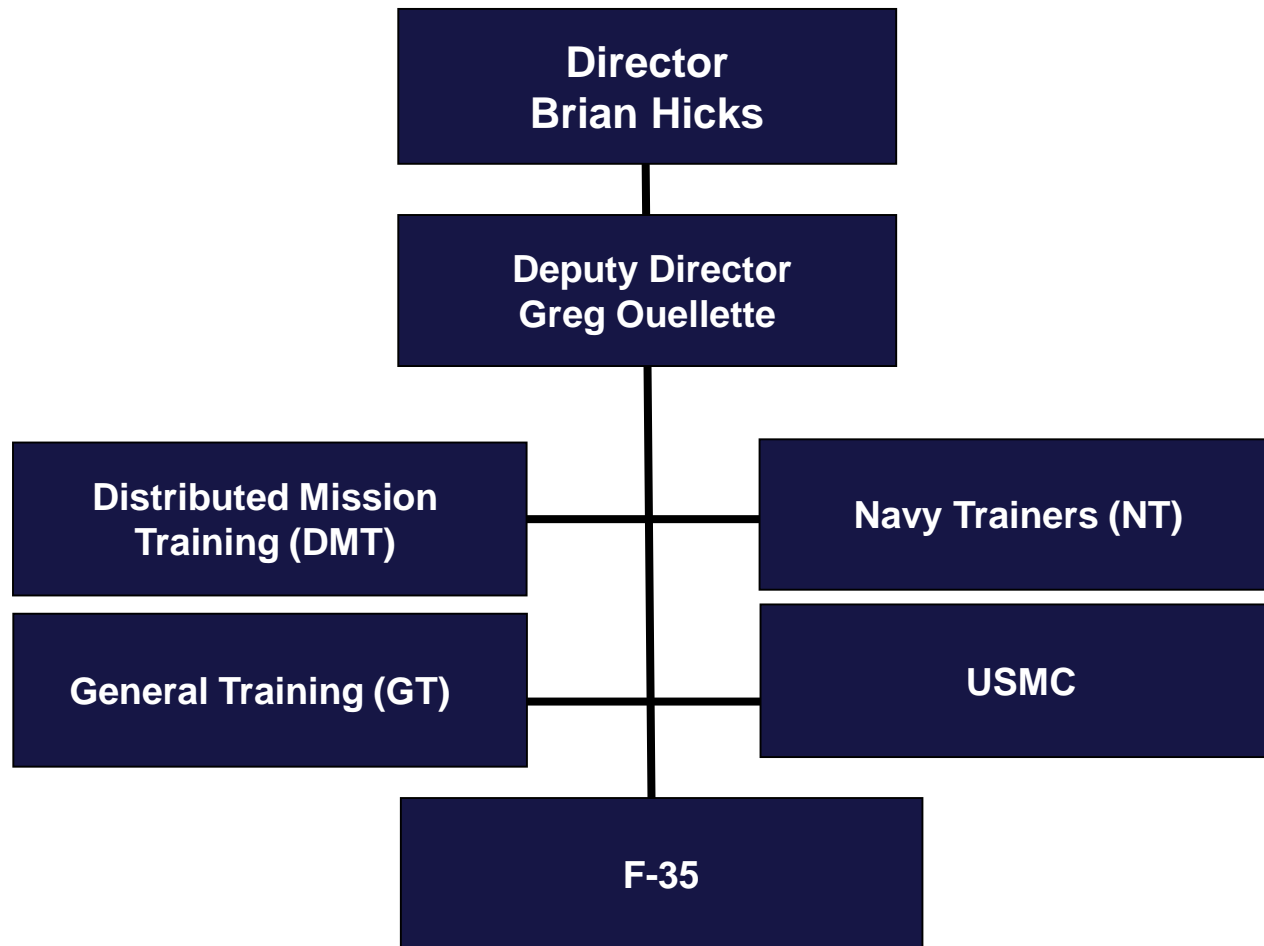 Director
Brian Hicks
Deputy Director
Greg Ouellette
Distributed Mission
Training (DMT)
Navy Trainers (NT)
General Training (GT)
USMC
F-35